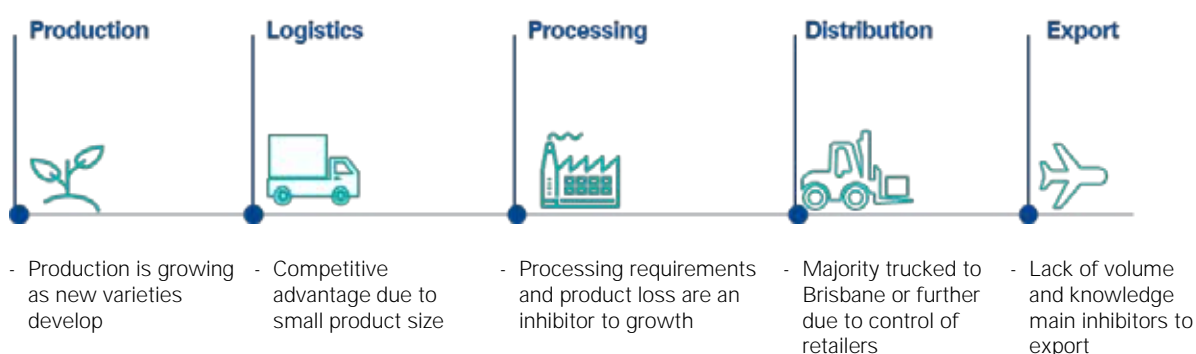 Production
Logistics
Processing
Distribution
Export
- Production is growing
as new varieties
develop
- Competitive
advantage due to
small product size
- Processing requirements
and product loss are an
inhibitor to growth
- Majority trucked to
Brisbane or further
due to control of
retailers
- Lack of volume
and knowledge
main inhibitors to
export